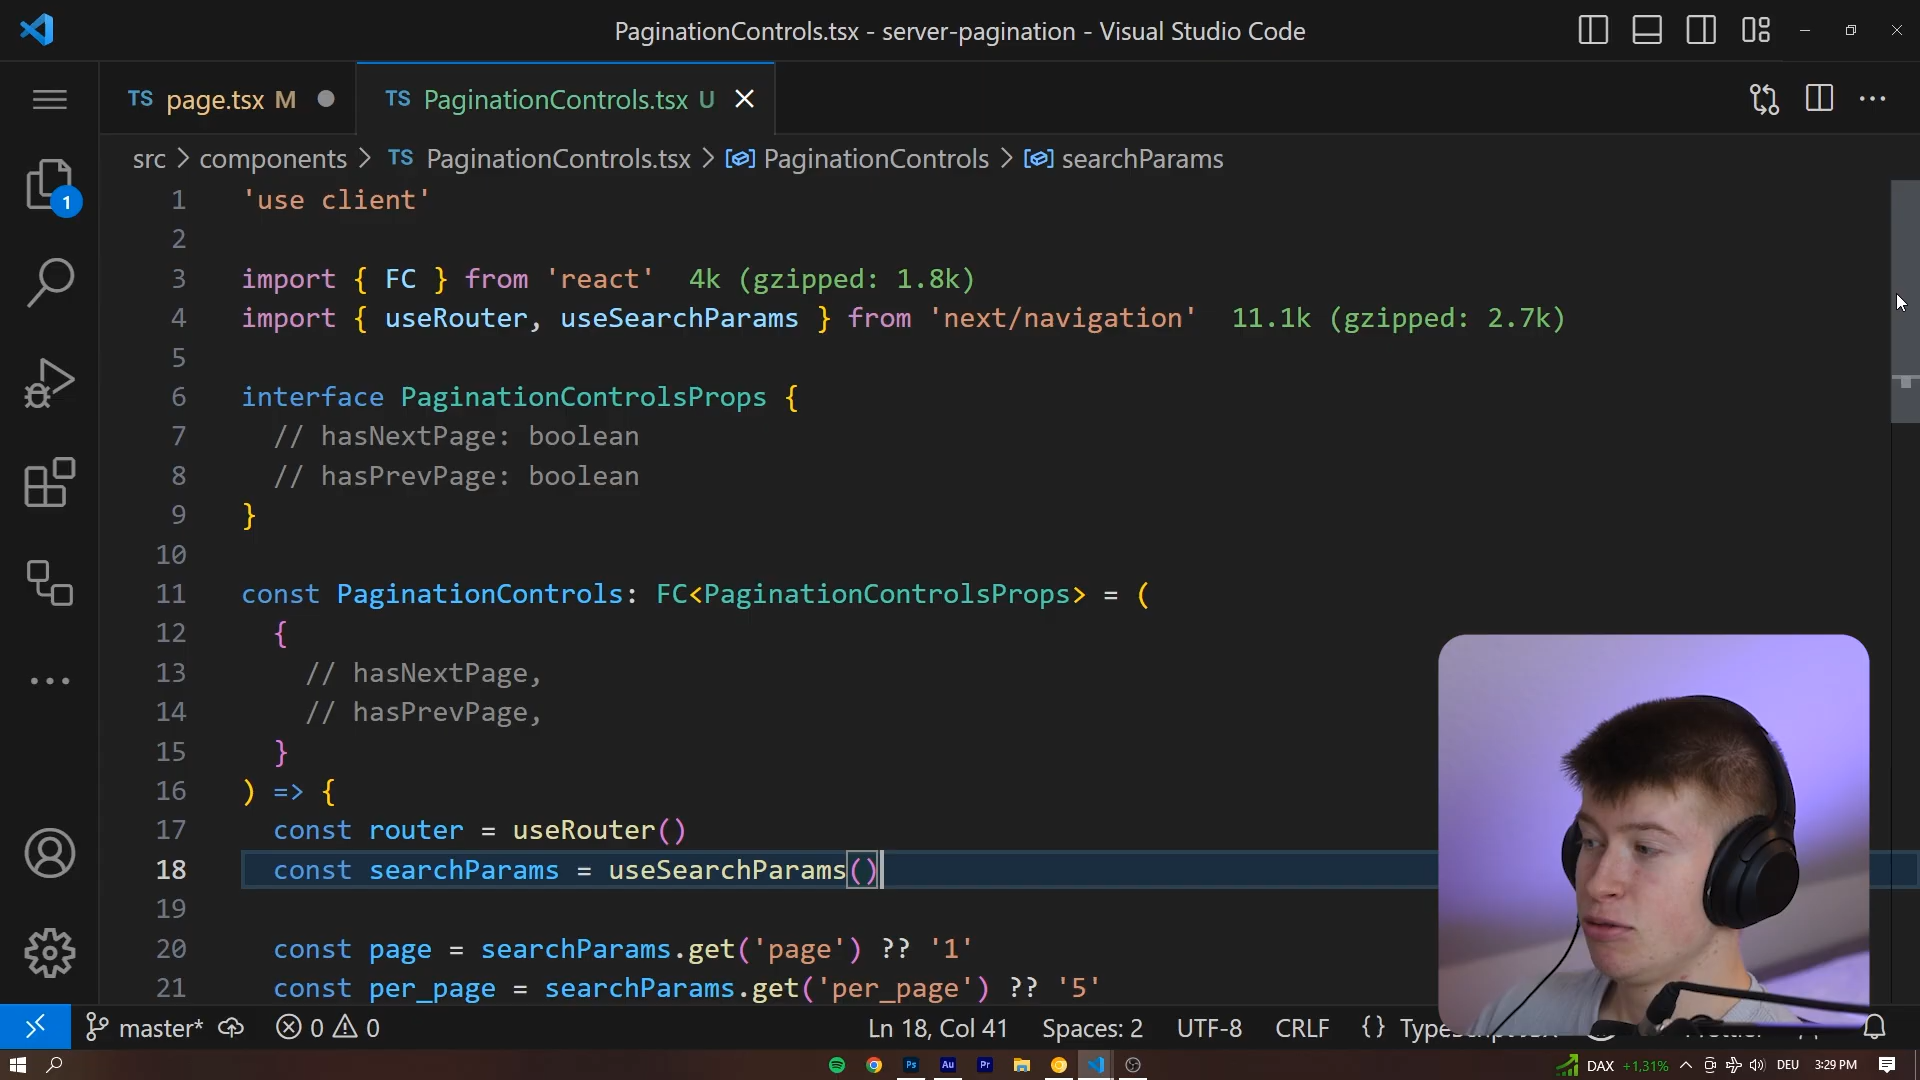 PaginationControls.tsx - server-pagination - Visual Studio Code
TS page.tsx M
TS PaginationControls.tsx U
src > components > TS PaginationControls.tsx > PaginationControls > searchParams
1 'use client'
2
3 import { FC } from 'react' 4k (gzipped: 1.8k)
4 import { useRouter, useSearchParams } from 'next/navigation' 11.1k (gzipped: 2.7k)
5
6 interface PaginationControlsProps {
7 // hasNextPage: boolean
8 // hasPrevPage: boolean
9 }
10
11 const PaginationControls: FC<PaginationControlsProps> = (
12 {
13 // hasNextPage,
14 // hasPrevPage,
15 }
16 ) => {
17 const router = useRouter()
18 const searchParams = useSearchParams()
19
20 const page = searchParams.get('page') ?? '1'
21 const per_page = searchParams.get('per_page') ?? '5'
1
master* 0 0 Ln 18, Col 41 Spaces: 2 UTF-8 CRLF {}
Ps Au Pr DAX +1,31% DEU 3:29 PM